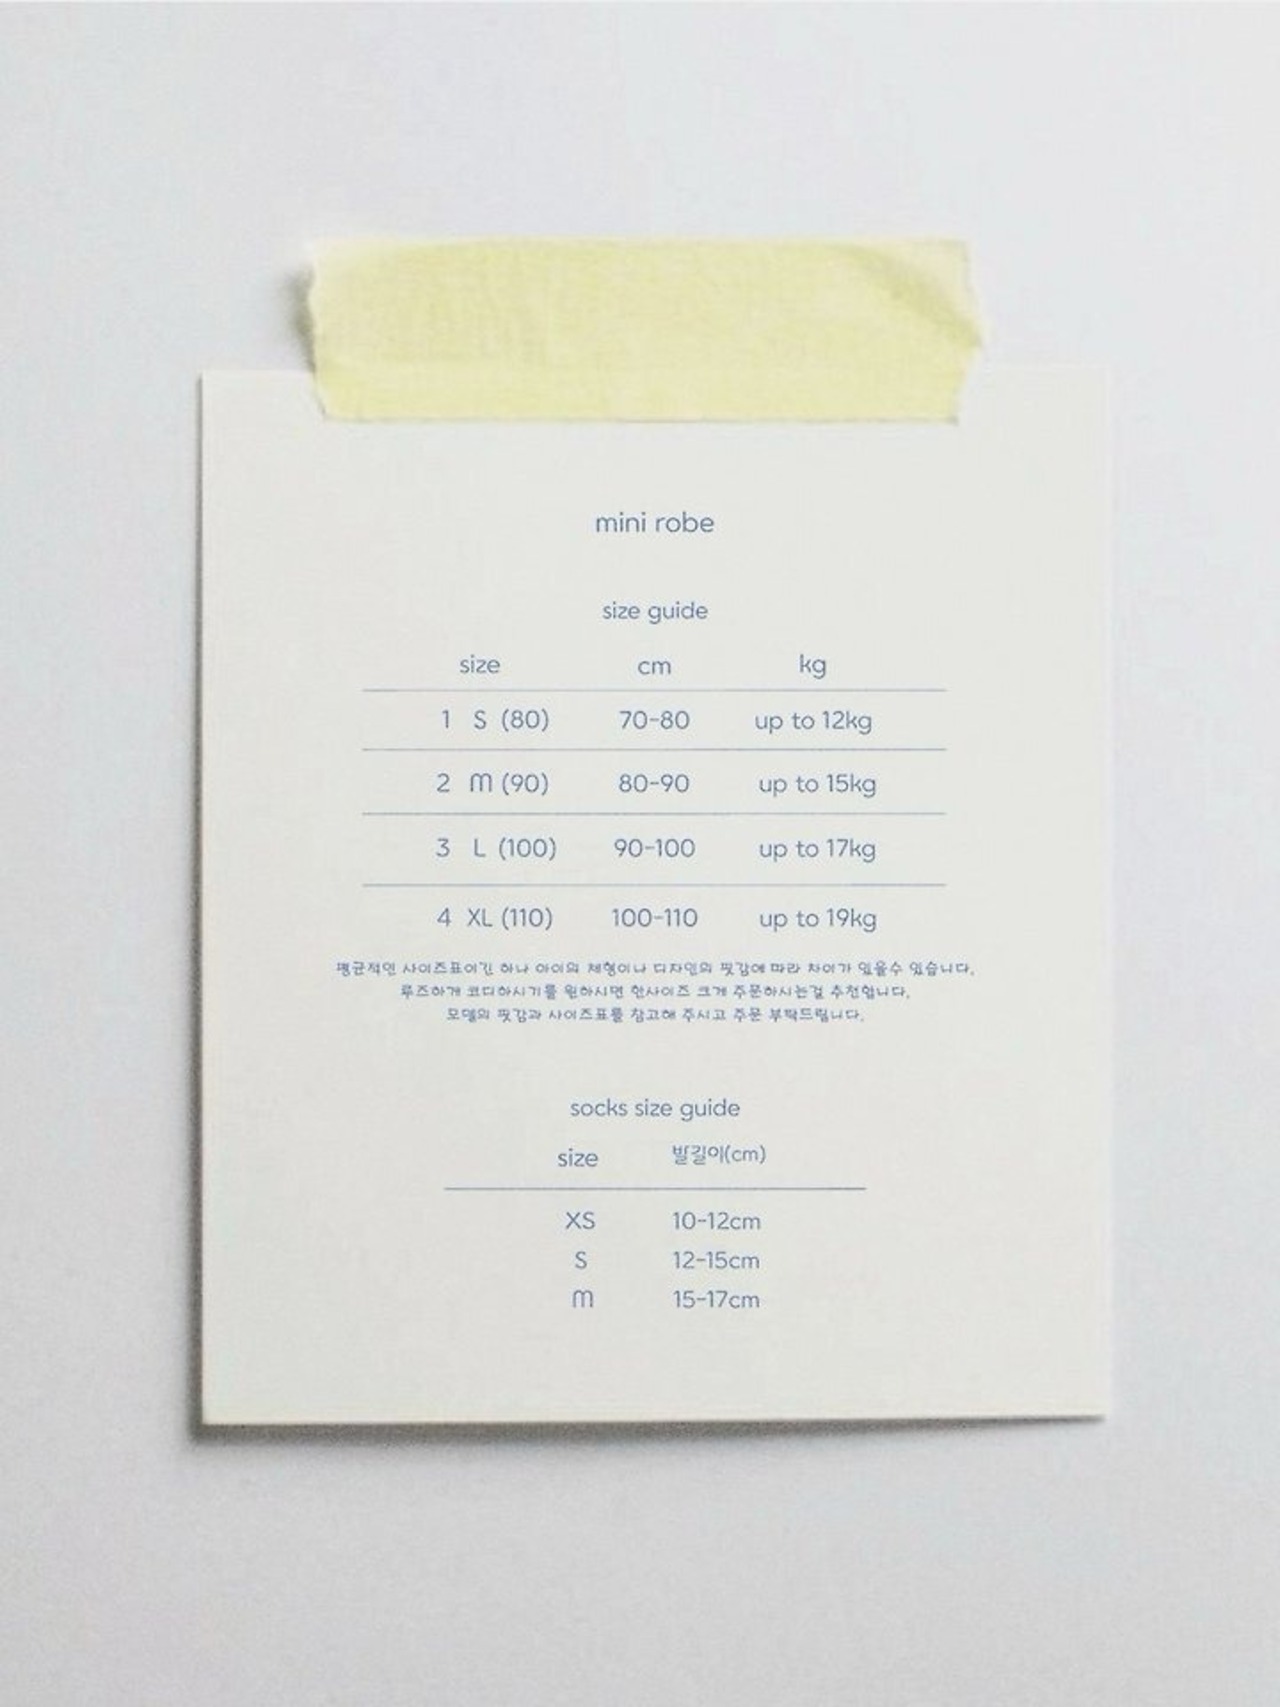 mini robe
size guide
size cm kg
1 S (80) 70-80 up to 12kg
2 M (90) 80-90 up to 15kg
3 L (100) 90-100 up to 17kg
4 XL (110) 100-110 up to 19kg
평균적인 사이즈표이긴 하나 아이의 체형이나 디자인의 핏감에 따라 차이가 있을수 있습니다.
루즈하게 코디하시기를 원하시면 한사이즈 크게 주문하시는걸 추천합니다.
모델의 핏감과 사이즈표를 참고해 주시고 주문 부탁드립니다.
socks size guide
size 발길이(cm)
XS 10-12cm
S 12-15cm
M 15-17cm